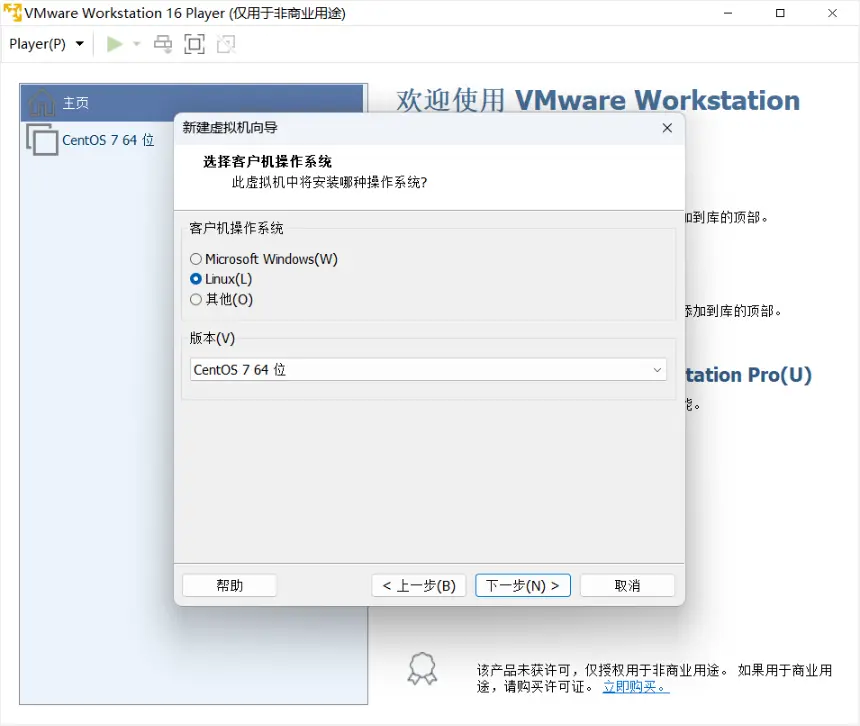 VMware Workstation 16 Player (仅用于非商业用途)
Player(P)
主页
CentOS 7 64 位
欢迎使用 VMware Workstation
新建虚拟机向导
选择客户机操作系统
此虚拟机中将安装哪种操作系统?
客户机操作系统
Microsoft Windows(W)
Linux(L)
其他(O)
版本(V)
CentOS 7 64 位
到库的顶部。
加到库的顶部。
tation Pro(U)
帮助
< 上一步(B)
下一步(N) >
取消
该产品未获许可，仅授权用于非商业用途。 如果用于商业用
途，请购买许可证。 立即购买。